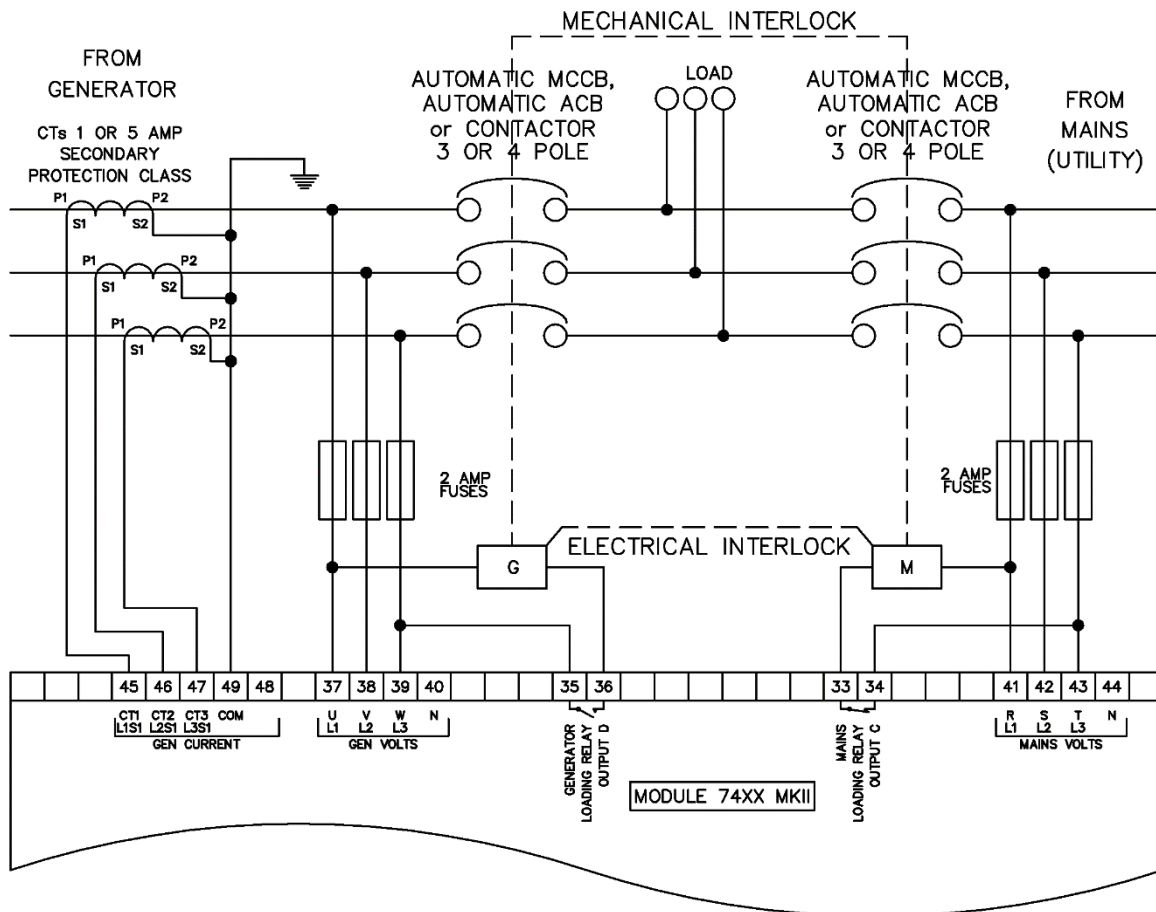 MECHANICAL INTERLOCK
FROM
GENERATOR
CTs 1 OR 5 AMP
SECONDARY
PROTECTION CLASS
AUTOMATIC MCCB,
AUTOMATIC ACB
or CONTACTOR
3 OR 4 POLE
LOAD
AUTOMATIC MCCB,
AUTOMATIC ACB
or CONTACTOR
3 OR 4 POLE
FROM
MAINS
(UTILITY)
P1 P2
S1 S2
P1 P2
S1 S2
P1 P2
S1 S2
2 AMP
FUSES
2 AMP
FUSES
ELECTRICAL INTERLOCK
G
M
45 46 47 49 48 37 38 39 40 35 36 33 34 41 42 43 44
CT1 CT2 CT3 COM
L1S1 L2S1 L3S1
GEN CURRENT
U V W N
L1 L2 L3
GEN VOLTS
GENERATOR
LOADING RELAY
OUTPUT D
MAINS
LOADING RELAY
OUTPUT C
R S T N
L1 L2 L3
MAINS VOLTS
MODULE 74XX MKII